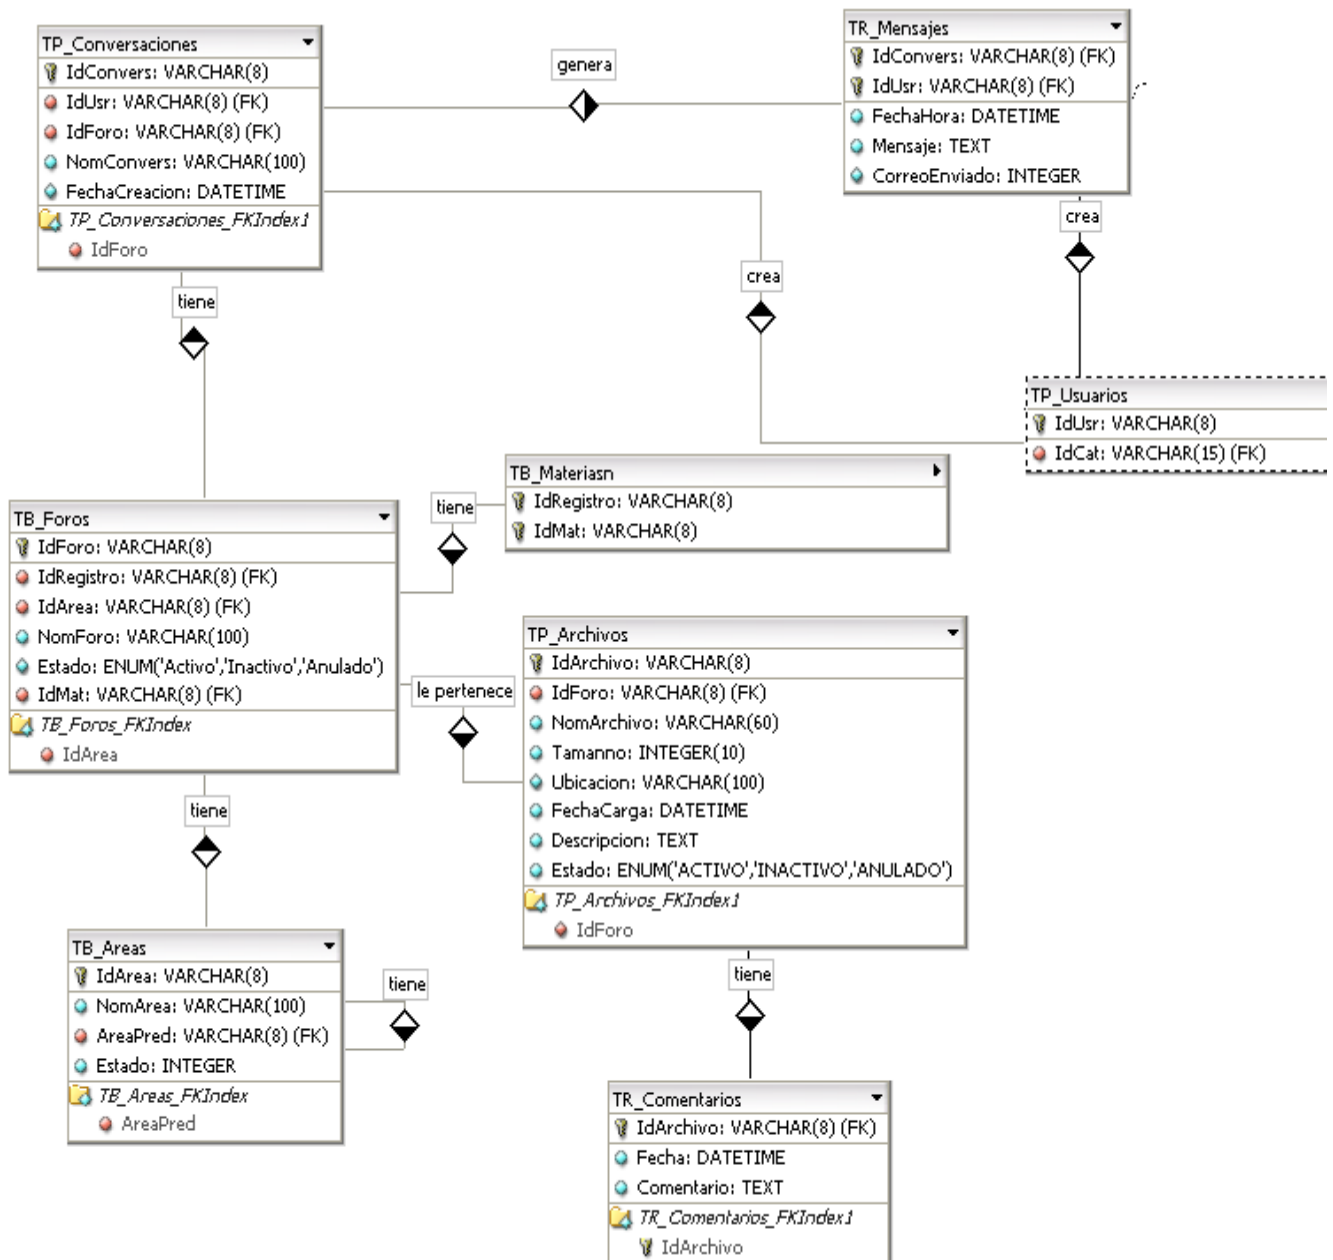 TP_Conversaciones
IdConvers: VARCHAR(8)
IdUsr: VARCHAR(8) (FK)
IdForo: VARCHAR(8) (FK)
NomConvers: VARCHAR(100)
FechaCreacion: DATETIME
TP_Conversaciones_FKIndex1
IdForo
genera
TR_Mensajes
IdConvers: VARCHAR(8) (FK)
IdUsr: VARCHAR(8) (FK)
FechaHora: DATETIME
Mensaje: TEXT
CorreoEnviado: INTEGER
crea
crea
tiene
TP_Usuarios
IdUsr: VARCHAR(8)
IdCat: VARCHAR(15) (FK)
TB_Materiasn
IdRegistro: VARCHAR(8)
IdMat: VARCHAR(8)
tiene
TB_Foros
IdForo: VARCHAR(8)
IdRegistro: VARCHAR(8) (FK)
IdArea: VARCHAR(8) (FK)
NomForo: VARCHAR(100)
Estado: ENUM('Activo','Inactivo','Anulado')
IdMat: VARCHAR(8) (FK)
TB_Foros_FKIndex
IdArea
le pertenece
TP_Archivos
IdArchivo: VARCHAR(8)
IdForo: VARCHAR(8) (FK)
NomArchivo: VARCHAR(60)
Tamanno: INTEGER(10)
Ubicacion: VARCHAR(100)
FechaCarga: DATETIME
Descripcion: TEXT
Estado: ENUM('ACTIVO','INACTIVO','ANULADO')
TP_Archivos_FKIndex1
IdForo
tiene
TB_Areas
IdArea: VARCHAR(8)
NomArea: VARCHAR(100)
AreaPred: VARCHAR(8) (FK)
Estado: INTEGER
TB_Areas_FKIndex
AreaPred
tiene
tiene
TR_Comentarios
IdArchivo: VARCHAR(8) (FK)
Fecha: DATETIME
Comentario: TEXT
TR_Comentarios_FKIndex1
IdArchivo